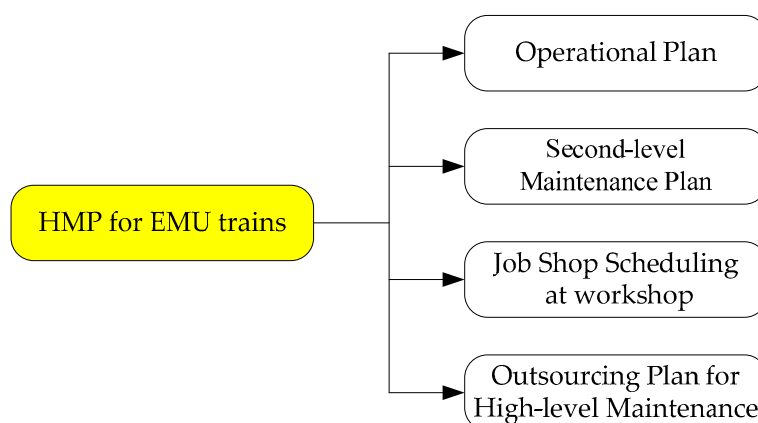 Operational Plan
Second-level
Maintenance Plan
HMP for EMU trains
Job Shop Scheduling
at workshop
Outsourcing Plan for
High-level Maintenance